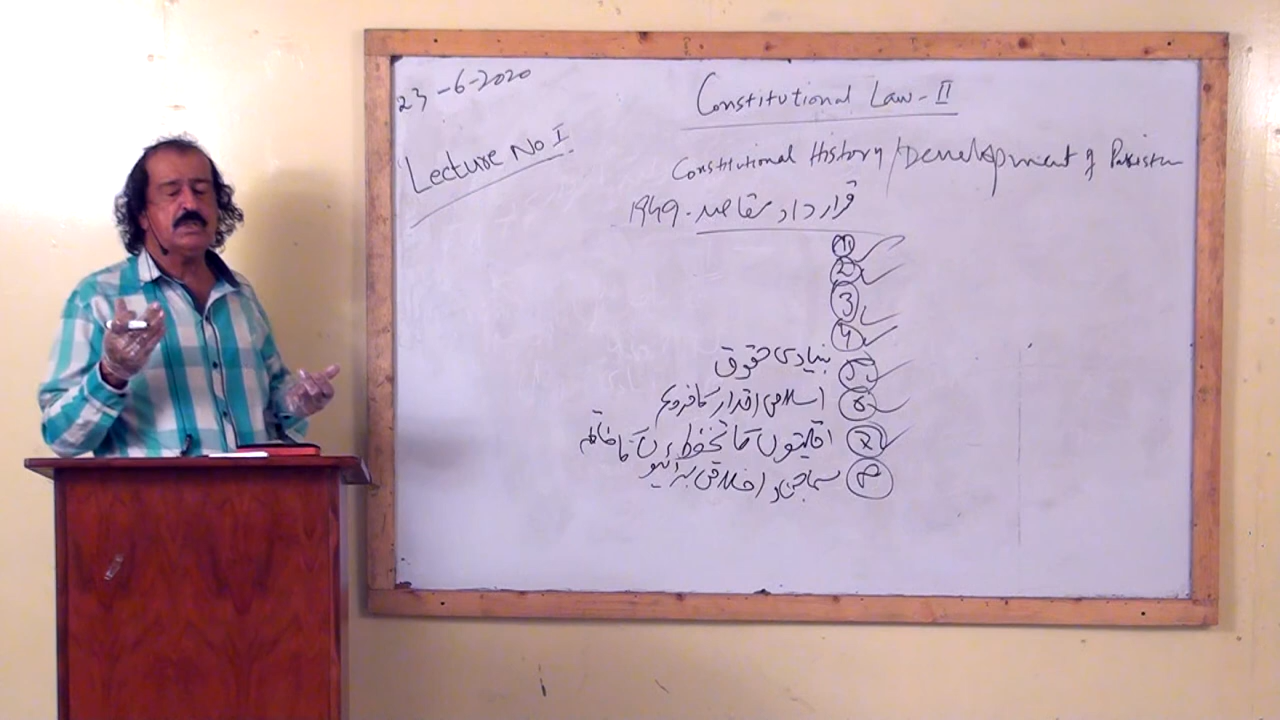 23-6-2020
Constitutional Law-II
Lecture No I
Constitutional History/Development of Pakistan
قرارداد مقاصد - 1949
1
2
3
4
5 بنیادی حقوق
6 اسلامی اقدار کا فروغ
7 اقلیتوں کا تحفظ
8 سماجی اخلاقی برائیو